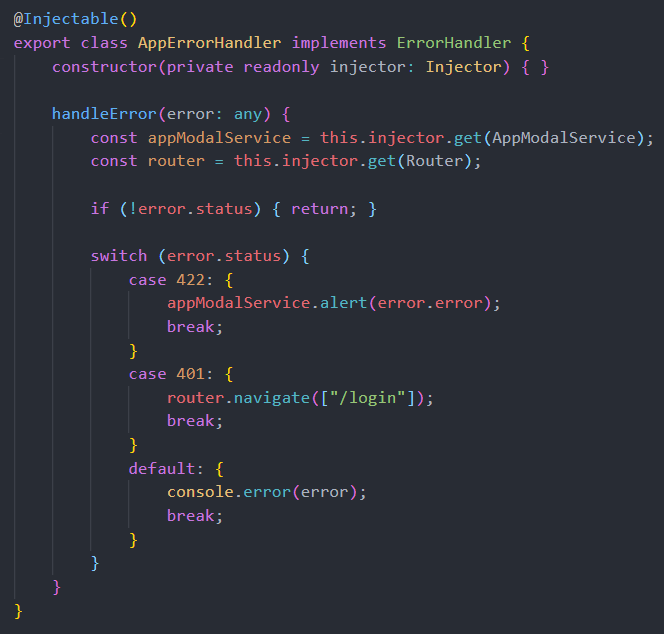 @Injectable()
export class AppErrorHandler implements ErrorHandler {
    constructor(private readonly injector: Injector) { }

    handleError(error: any) {
        const appModalService = this.injector.get(AppModalService);
        const router = this.injector.get(Router);

        if (!error.status) { return; }

        switch (error.status) {
            case 422: {
                appModalService.alert(error.error);
                break;
            }
            case 401: {
                router.navigate(["/login"]);
                break;
            }
            default: {
                console.error(error);
                break;
            }
        }
    }
}